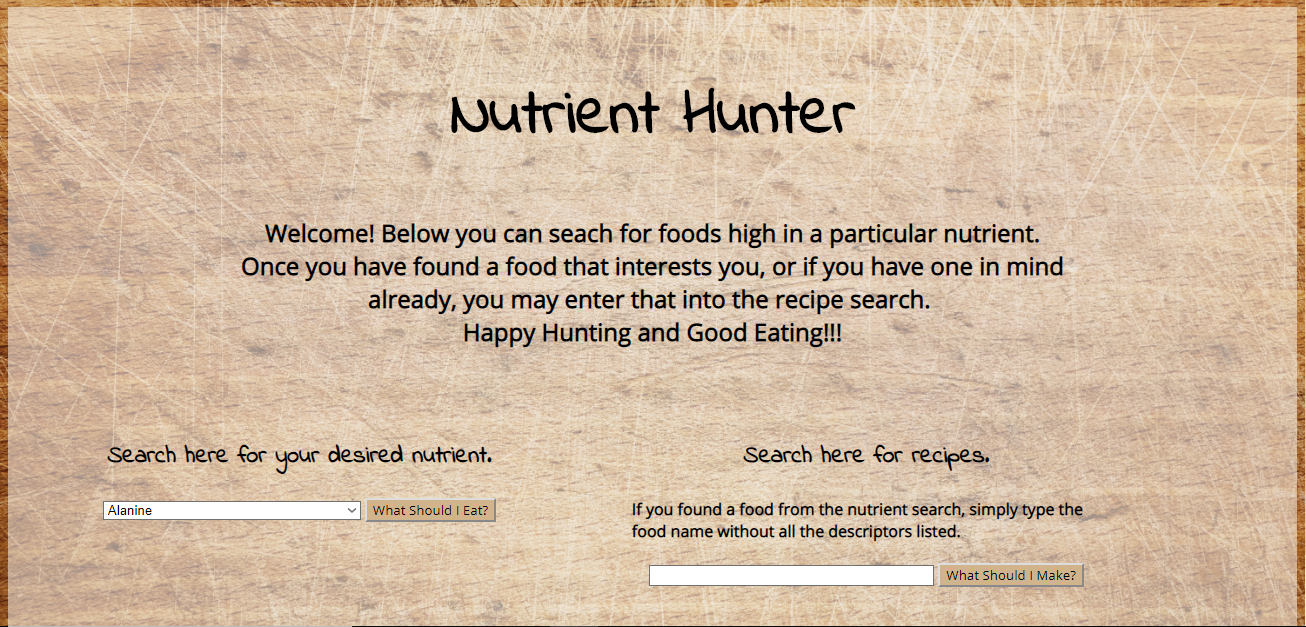 Nutrient Hunter
Welcome! Below you can seach for foods high in a particular nutrient.
Once you have found a food that interests you, or if you have one in mind
already, you may enter that into the recipe search.
Happy Hunting and Good Eating!!!
Search here for your desired nutrient.
Alanine
What Should I Eat?
Search here for recipes.
If you found a food from the nutrient search, simply type the
food name without all the descriptors listed.
What Should I Make?